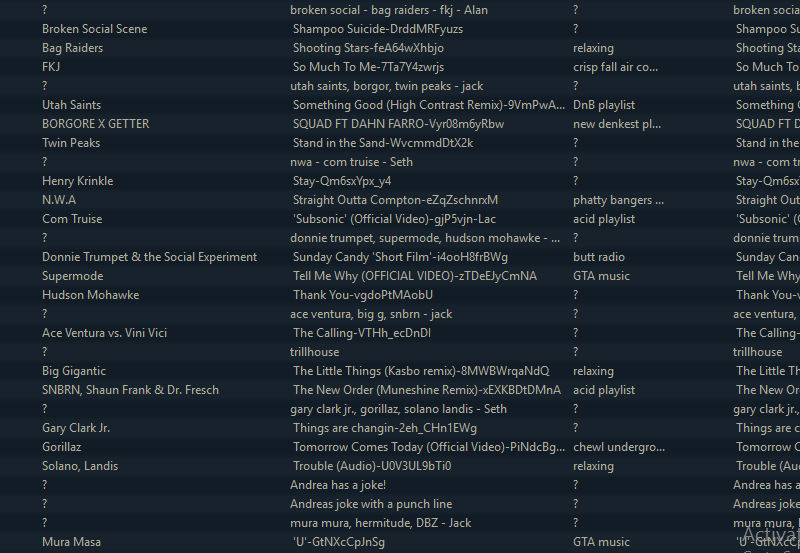 ? broken social - bag raiders - fkj - Alan ? broken socia
Broken Social Scene Shampoo Suicide-DrddMRFyuzs ? Shampoo Su
Bag Raiders Shooting Stars-feA64wXhbjo relaxing Shooting Sta
FKJ So Much To Me-7Ta7Y4zwrjs crisp fall air co... So Much To
? utah saints, borgor, twin peaks - jack ? utah saints, b
Utah Saints Something Good (High Contrast Remix)-9VmPwA... DnB playlist Something G
BORGORE X GETTER SQUAD FT DAHN FARRO-Vyr08m6yRbw new denkest pl... SQUAD FT DA
Twin Peaks Stand in the Sand-WvcmmdDtX2k ? Stand in the
? nwa - com truise - Seth ? nwa - com tr
Henry Krinkle Stay-Qm6sxYpx_y4 ? Stay-Qm6sxY
N.W.A Straight Outta Compton-eZqZschnrxM phatty bangers ... Straight Out
Com Truise 'Subsonic' (Official Video)-gjP5vjn-Lac acid playlist 'Subsonic' (O
? donnie trumpet, supermode, hudson mohawke - ... ? donnie trum
Donnie Trumpet & the Social Experiment Sunday Candy 'Short Film'-i4ooH8frBWg butt radio Sunday Can
Supermode Tell Me Why (OFFICIAL VIDEO)-zTDeEJyCmNA GTA music Tell Me Why
Hudson Mohawke Thank You-vgdoPtMAobU ? Thank You-v
? ace ventura, big g, snbrn - jack ? ace ventura,
Ace Ventura vs. Vini Vici The Calling-VTHh_ecDnDI ? The Calling-V
? trillhouse ? trillhouse
Big Gigantic The Little Things (Kasbo remix)-8MWBWrqaNdQ relaxing The Little Th
SNBRN, Shaun Frank & Dr. Fresch The New Order (Muneshine Remix)-xEXKBDtDMnA acid playlist The New Or
? gary clark jr., gorillaz, solano landis - Seth ? gary clark jr.
Gary Clark Jr. Things are changin-2eh_CHn1EWg ? Things are c
Gorillaz Tomorrow Comes Today (Official Video)-PiNdcBg... chewl undergro... Tomorrow C
Solano, Landis Trouble (Audio)-U0V3UL9bTi0 relaxing Trouble (Au
? Andrea has a joke! ? Andrea has a
? Andreas joke with a punch line ? Andreas joke
? mura mura, hermitude, DBZ - Jack ? mura mura,
Mura Masa 'U'-GtNXcCpJnSg GTA music 'U'-GtNXcCp
Activat